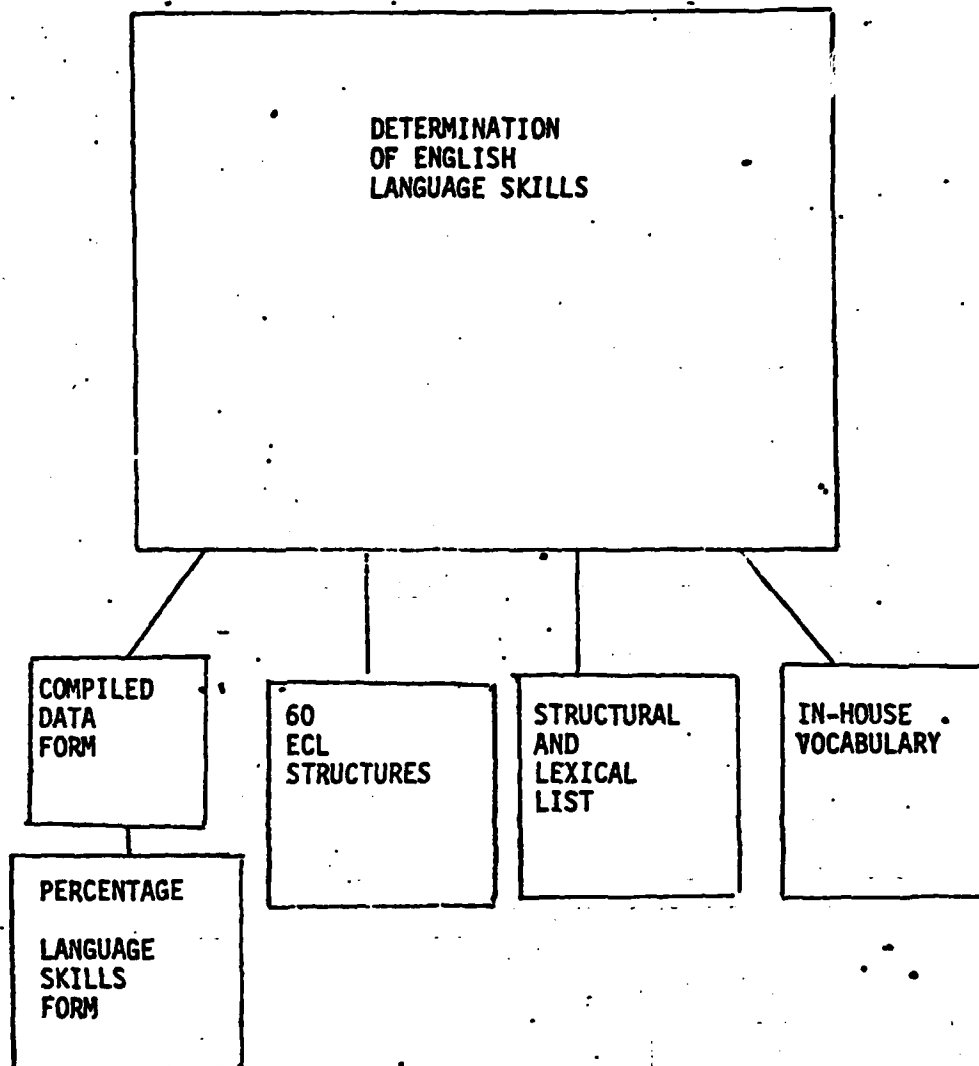 DETERMINATION
OF ENGLISH
LANGUAGE SKILLS
COMPILED
DATA
FORM
60
ECL
STRUCTURES
STRUCTURAL
AND
LEXICAL
LIST
IN-HOUSE
VOCABULARY
PERCENTAGE
LANGUAGE
SKILLS
FORM